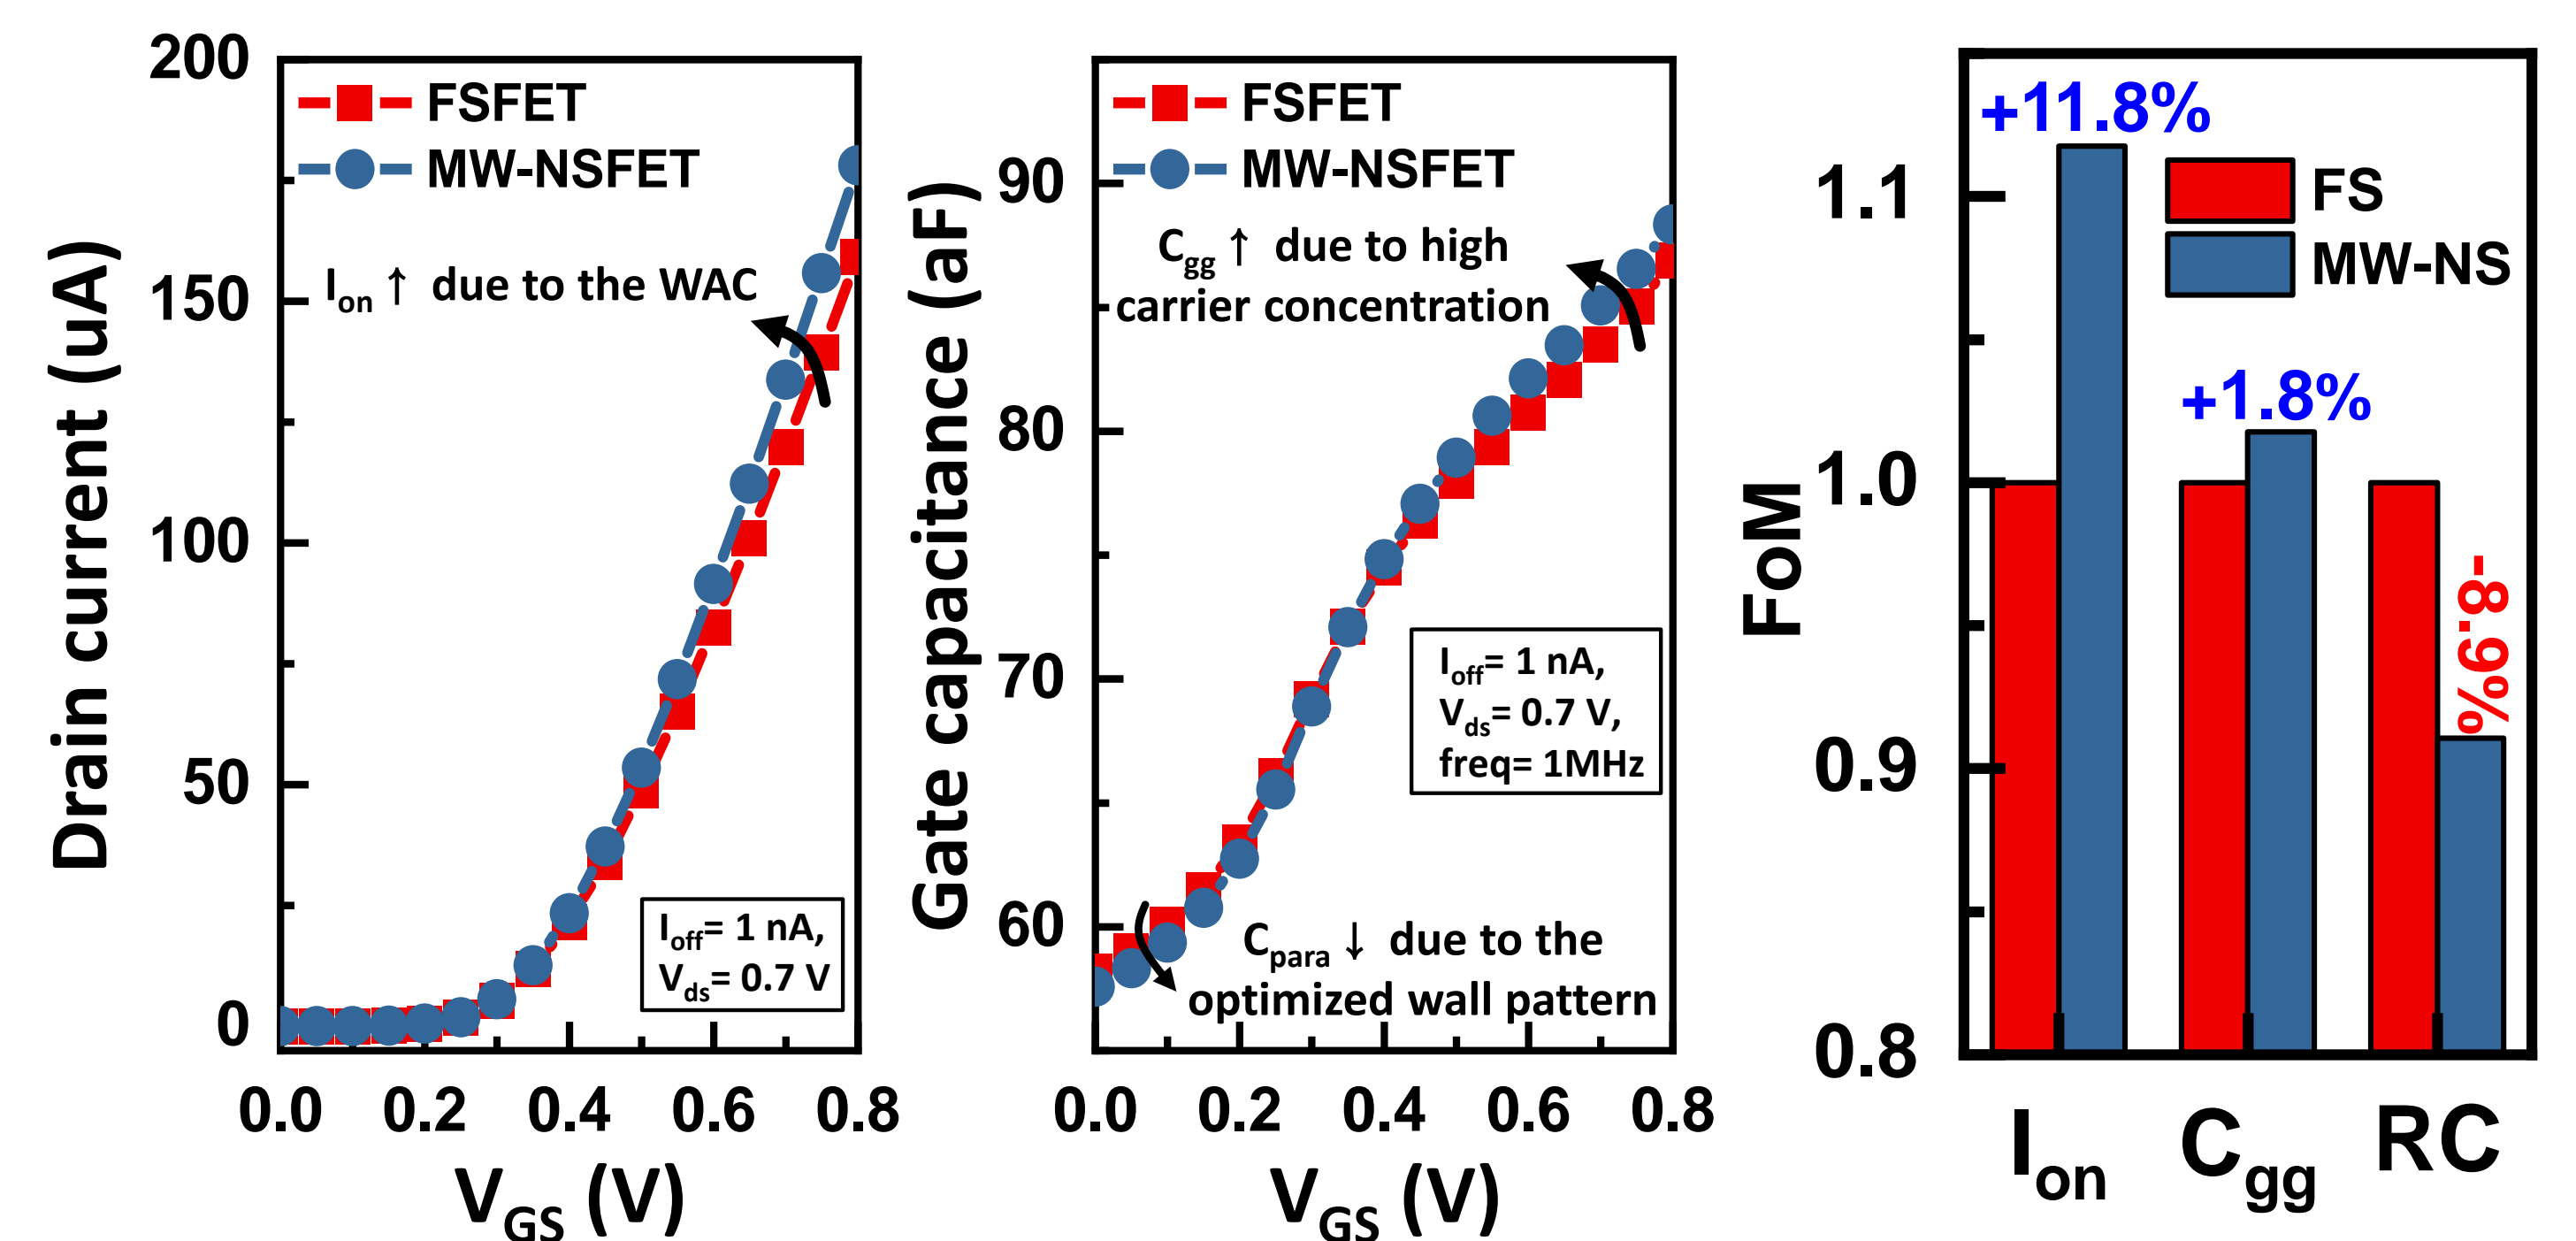 200
150
100
50
0
Drain current (uA)
FSFET
MW-NSFET
Ion ↑ due to the WAC
Ioff= 1 nA,
Vds= 0.7 V
0.0 0.2 0.4 0.6 0.8
VGS (V)
90
80
70
60
Gate capacitance (aF)
FSFET
MW-NSFET
Cgg ↑ due to high
carrier concentration
Ioff= 1 nA,
Vds= 0.7 V,
freq= 1MHz
Cpara ↓ due to the
optimized wall pattern
0.0 0.2 0.4 0.6 0.8
VGS (V)
1.1
1.0
0.9
0.8
FoM
+11.8%
FS
MW-NS
+1.8%
-8.9%
Ion Cgg RC